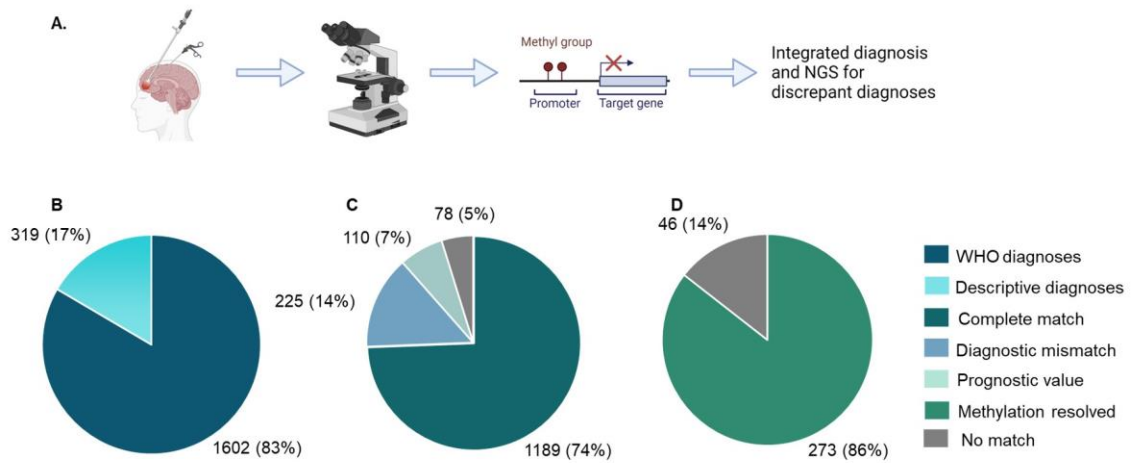 A.
Methyl group
Promoter
Target gene
Integrated diagnosis
and NGS for
discrepant diagnoses
B
319 (17%)
1602 (83%)
C
78 (5%)
110 (7%)
225 (14%)
1189 (74%)
D
46 (14%)
273 (86%)
WHO diagnoses
Descriptive diagnoses
Complete match
Diagnostic mismatch
Prognostic value
Methylation resolved
No match